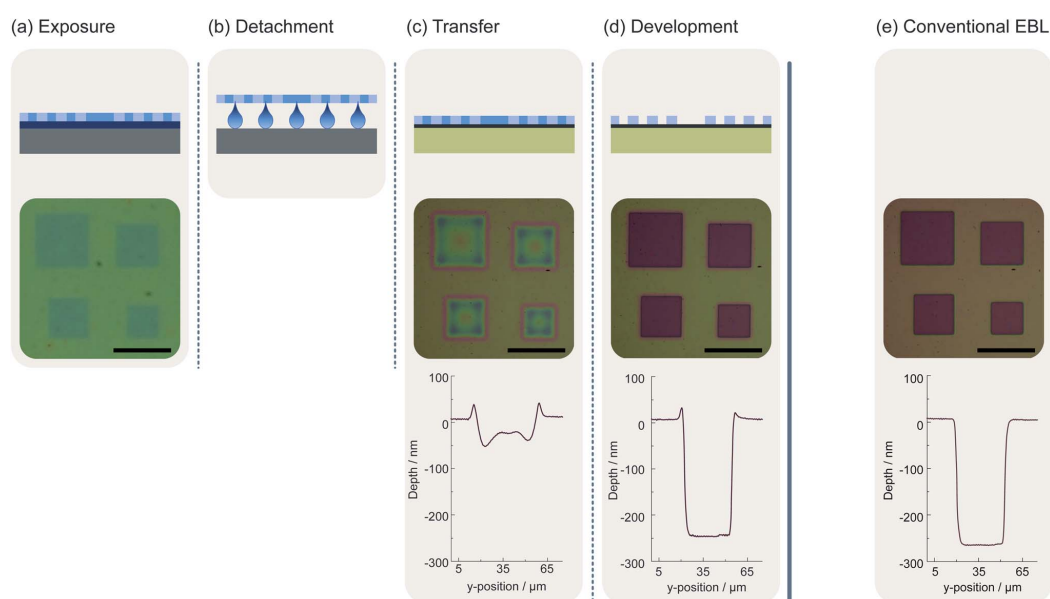 (a) Exposure
(b) Detachment
(c) Transfer
(d) Development
(e) Conventional EBL
100
0
-100
-200
-300
Depth / nm
5 35 65
y-position / µm
100
0
-100
-200
-300
Depth / nm
5 35 65
y-position / µm
100
0
-100
-200
-300
Depth / nm
5 35 65
y-position / µm